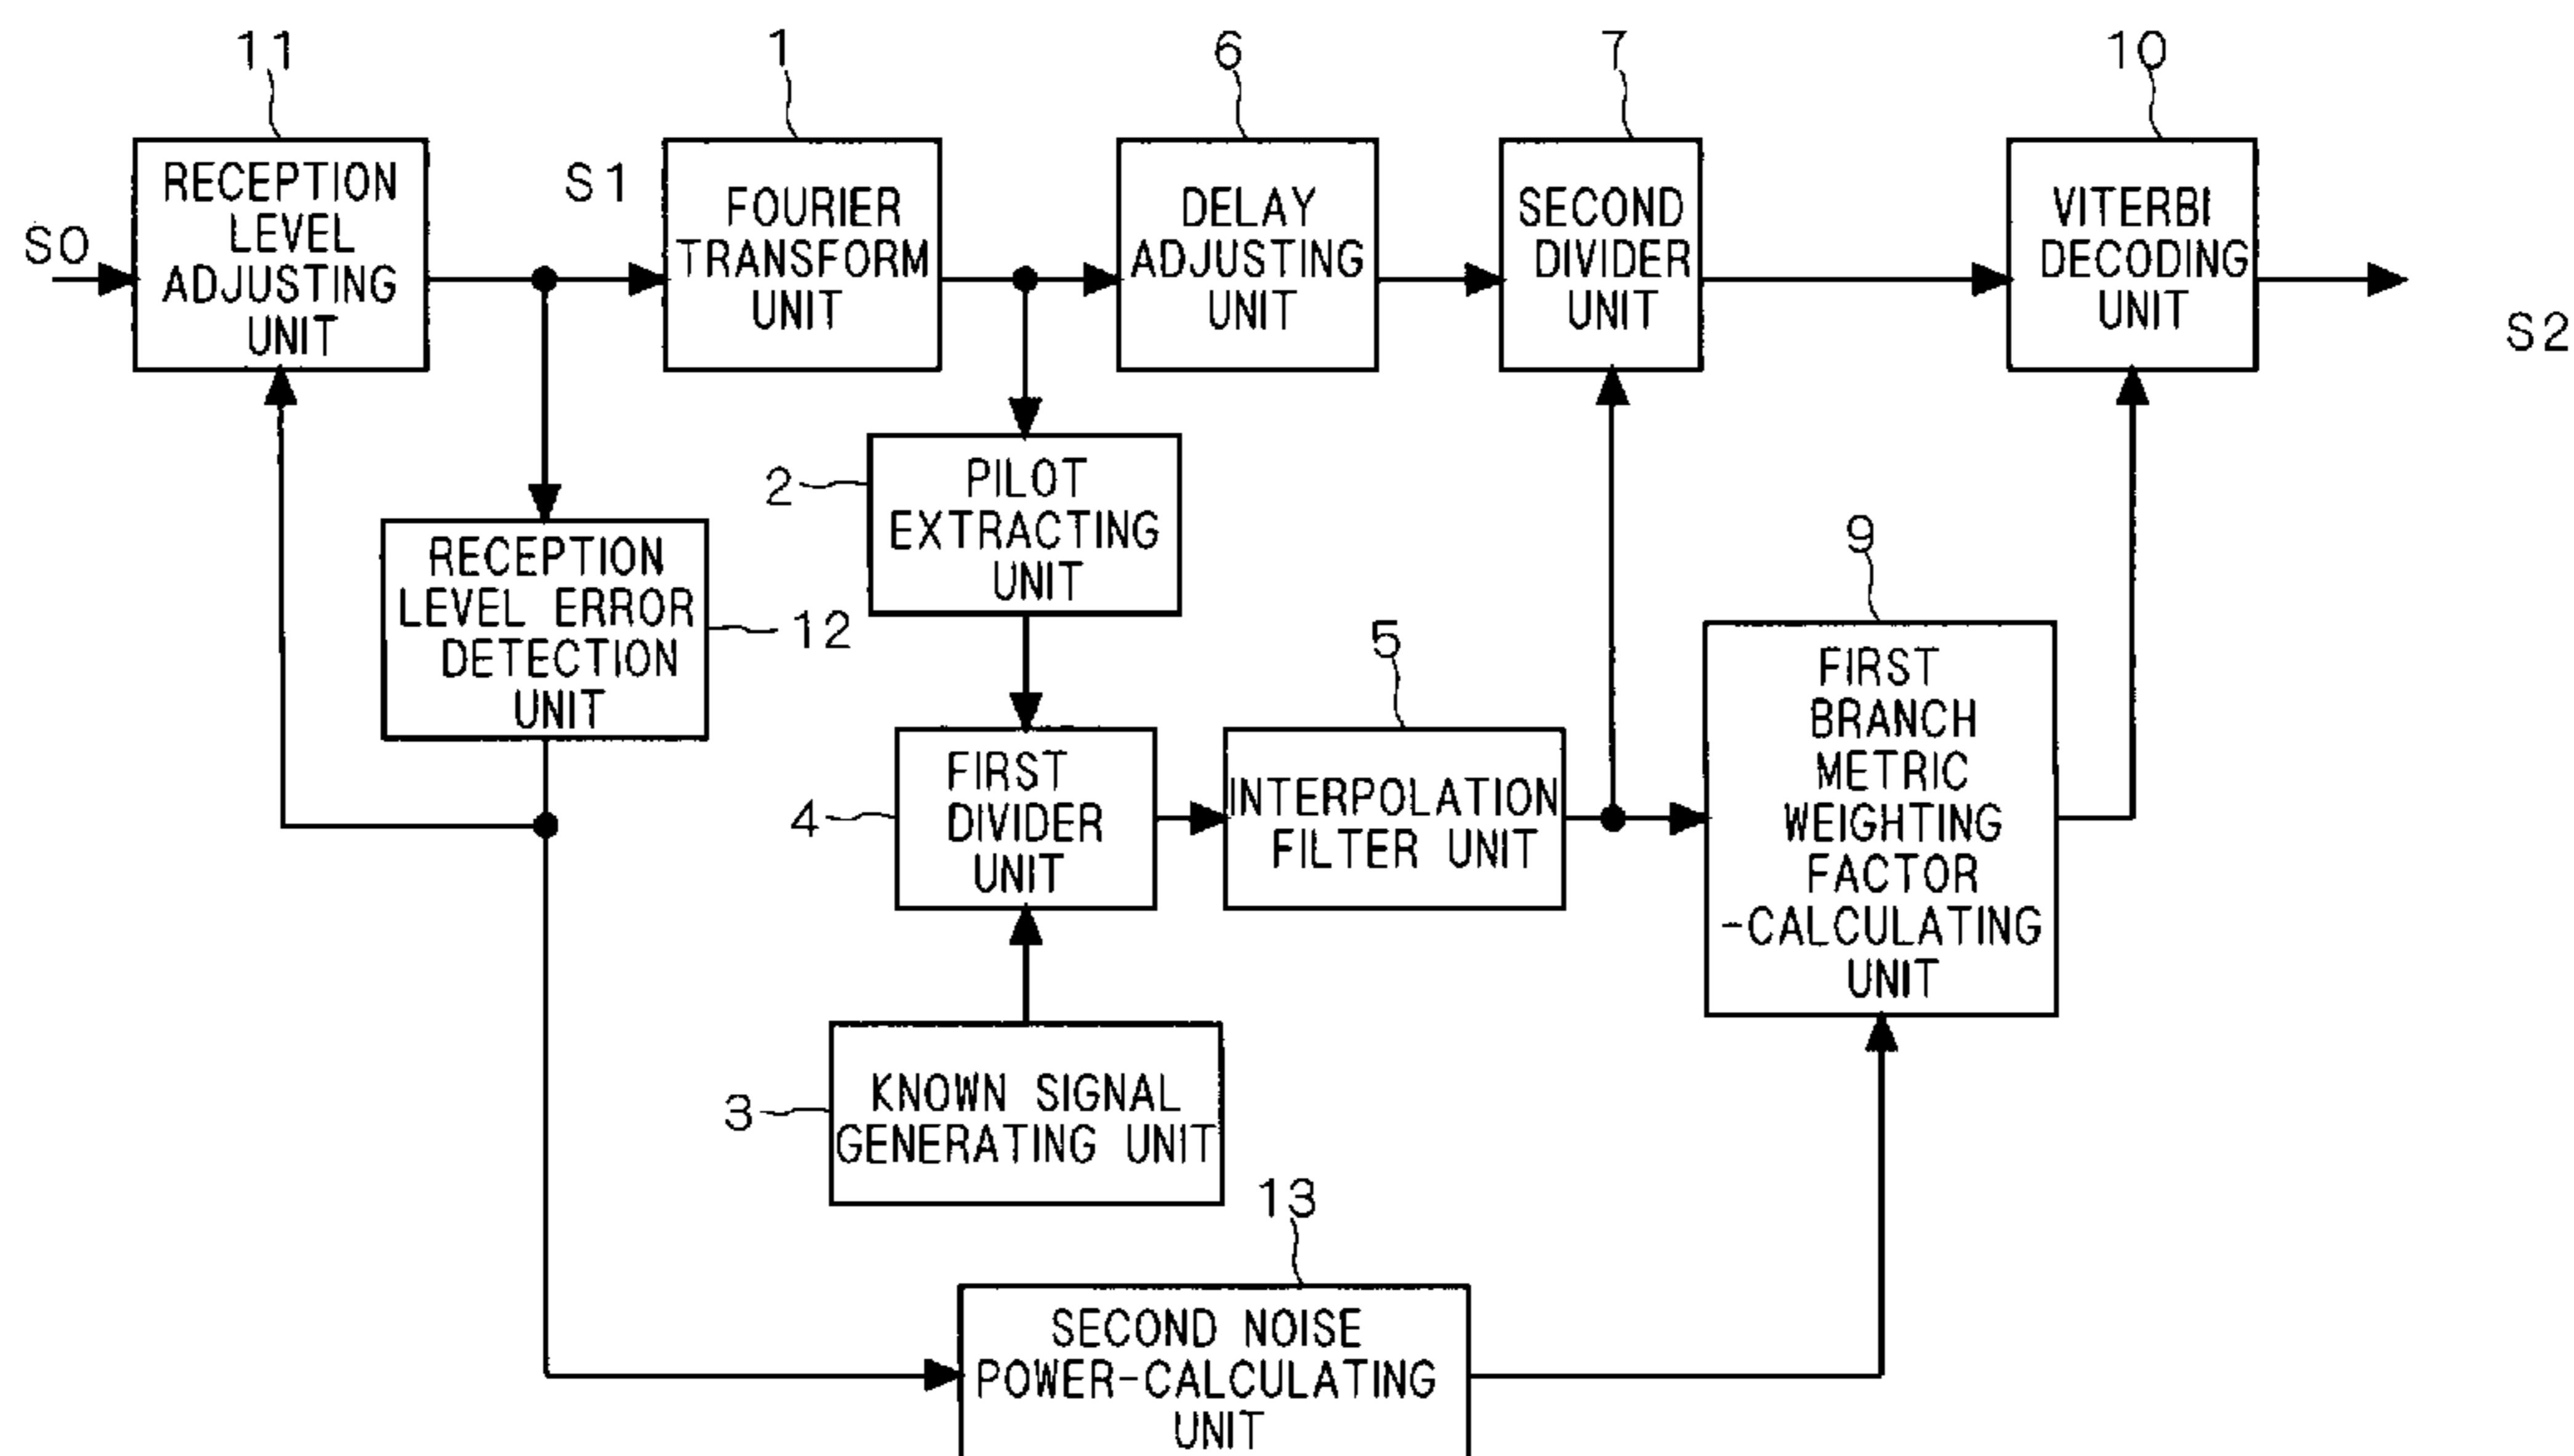 11
1
6
7
10
S0
RECEPTION
LEVEL
ADJUSTING
UNIT
S1
FOURIER
TRANSFORM
UNIT
DELAY
ADJUSTING
UNIT
SECOND
DIVIDER
UNIT
VITERBI
DECODING
UNIT
S2
RECEPTION
LEVEL ERROR
DETECTION
UNIT
12
2
PILOT
EXTRACTING
UNIT
4
FIRST
DIVIDER
UNIT
5
INTERPOLATION
FILTER UNIT
9
FIRST
BRANCH
METRIC
WEIGHTING
FACTOR
-CALCULATING
UNIT
3
KNOWN SIGNAL
GENERATING UNIT
13
SECOND NOISE
POWER-CALCULATING
UNIT